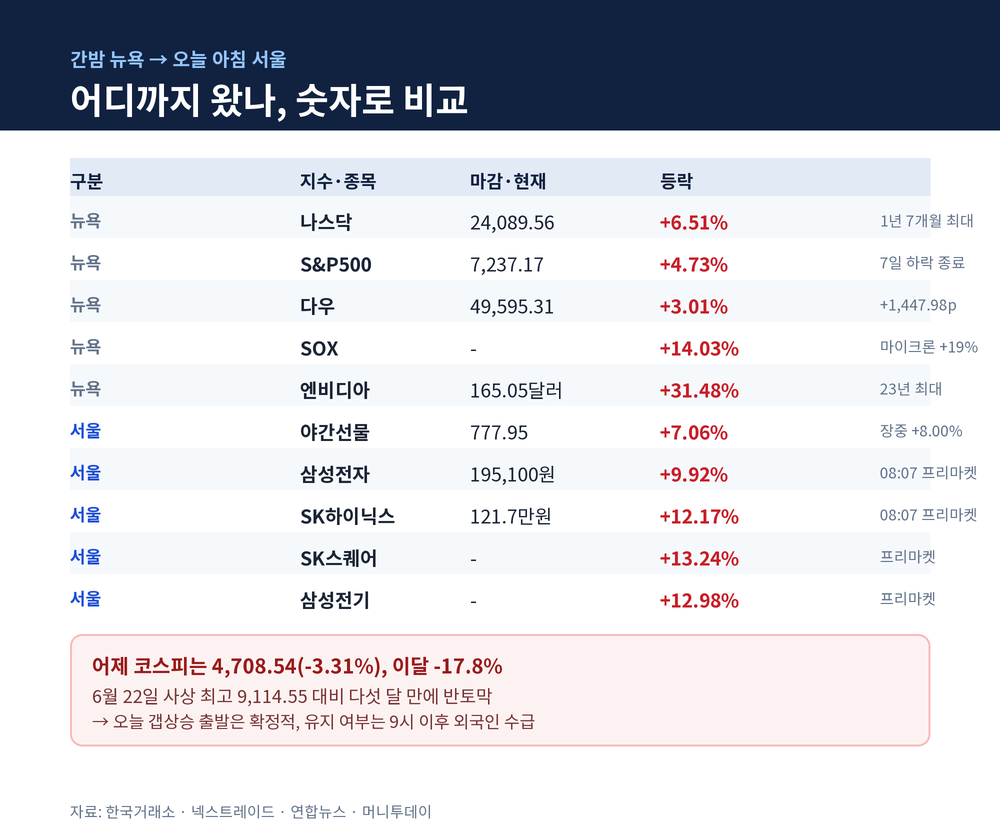 간밤 뉴욕 → 오늘 아침 서울
어디까지 왔나, 숫자로 비교
구분 지수·종목 마감·현재 등락
뉴욕 나스닥 24,089.56 +6.51% 1년 7개월 최대
뉴욕 S&P500 7,237.17 +4.73% 7일 하락 종료
뉴욕 다우 49,595.31 +3.01% +1,447.98p
뉴욕 SOX - +14.03% 마이크론 +19%
뉴욕 엔비디아 165.05달러 +31.48% 23년 최대
서울 야간선물 777.95 +7.06% 장중 +8.00%
서울 삼성전자 195,100원 +9.92% 08:07 프리마켓
서울 SK하이닉스 121.7만원 +12.17% 08:07 프리마켓
서울 SK스퀘어 - +13.24% 프리마켓
서울 삼성전기 - +12.98% 프리마켓
어제 코스피는 4,708.54(-3.31%), 이달 -17.8%
6월 22일 사상 최고 9,114.55 대비 다섯 달 만에 반토막
→ 오늘 갭상승 출발은 확정적, 유지 여부는 9시 이후 외국인 수급
자료: 한국거래소 · 넥스트레이드 · 연합뉴스 · 머니투데이